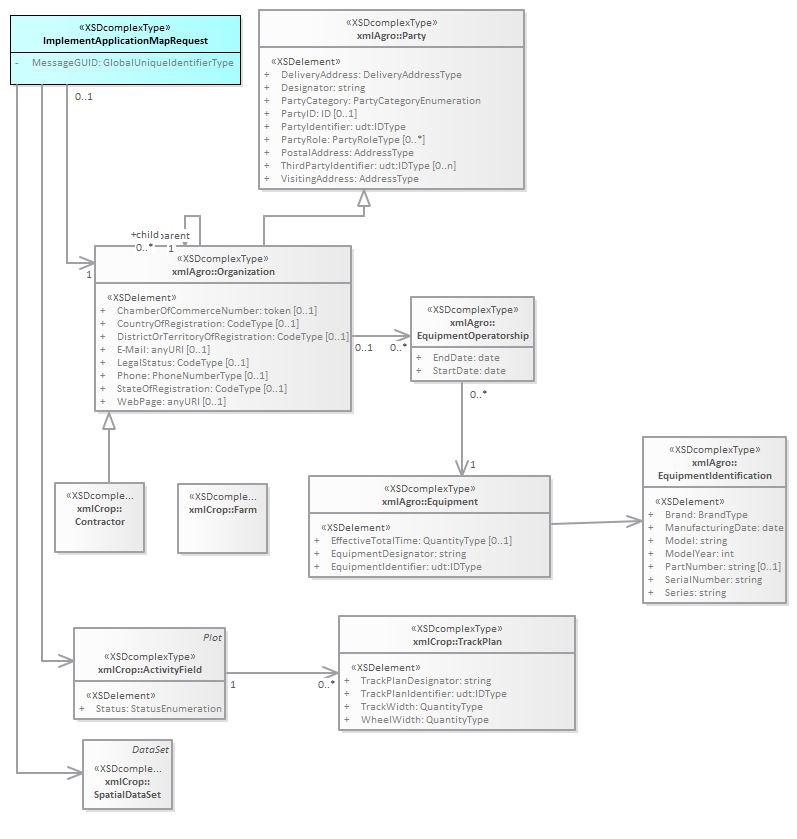 «XSDcomplexType»
ImplementApplicationMapRequest
- MessageGUID: GlobalUniqueIdentifierType
0..1
«XSDcomplexType»
xmlAgro::Party
«XSDelement»
+ DeliveryAddress: DeliveryAddressType
+ Designator: string
+ PartyCategory: PartyCategoryEnumeration
+ PartyID: ID [0..1]
+ PartyIdentifier: udt:IDType
+ PartyRole: PartyRoleType [0..*]
+ PostalAddress: AddressType
+ ThirdPartyIdentifier: udt:IDType [0..n]
+ VisitingAddress: AddressType
+child
parent
0..*
1
1
«XSDcomplexType»
xmlAgro::Organization
«XSDelement»
+ ChamberOfCommerceNumber: token [0..1]
+ CountryOfRegistration: CodeType [0..1]
+ DistrictOrTerritoryOfRegistration: CodeType [0..1]
+ E-Mail: anyURI [0..1]
+ LegalStatus: CodeType [0..1]
+ Phone: PhoneNumberType [0..1]
+ StateOfRegistration: CodeType [0..1]
+ WebPage: anyURI [0..1]
0..1
0..*
«XSDcomplexType»
xmlAgro::
EquipmentOperatorship
+ EndDate: date
+ StartDate: date
0..*
1
«XSDcomple...
xmlCrop::
Contractor
«XSDcomple...
xmlCrop::Farm
«XSDcomplexType»
xmlAgro::Equipment
«XSDelement»
+ EffectiveTotalTime: QuantityType [0..1]
+ EquipmentDesignator: string
+ EquipmentIdentifier: udt:IDType
«XSDcomplexType»
xmlAgro::
EquipmentIdentification
«XSDelement»
+ Brand: BrandType
+ ManufacturingDate: date
+ Model: string
+ ModelYear: int
+ PartNumber: string [0..1]
+ SerialNumber: string
+ Series: string
Plot
«XSDcomplexType»
xmlCrop::ActivityField
«XSDelement»
+ Status: StatusEnumeration
1
0..*
«XSDcomplexType»
xmlCrop::TrackPlan
«XSDelement»
+ TrackPlanDesignator: string
+ TrackPlanIdentifier: udt:IDType
+ TrackWidth: QuantityType
+ WheelWidth: QuantityType
DataSet
«XSDcomple...
xmlCrop::
SpatialDataSet